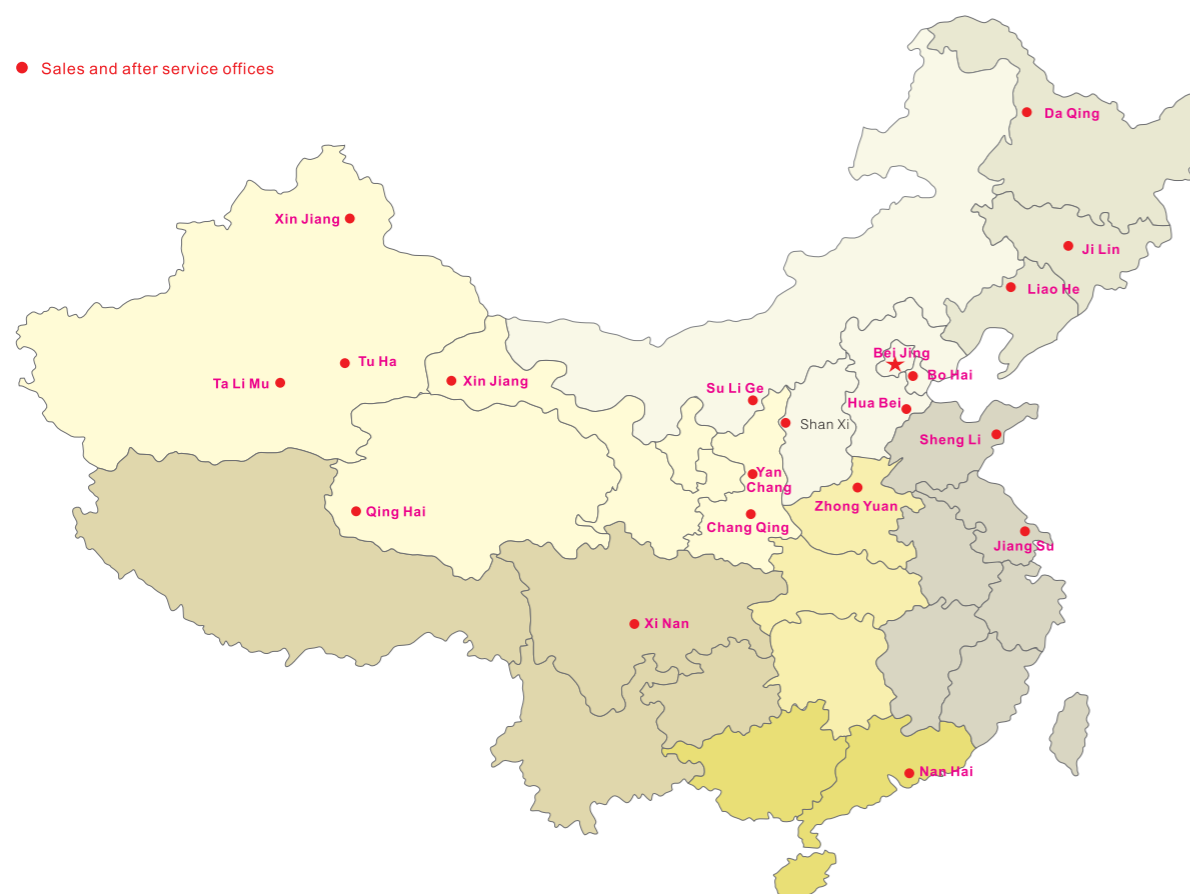 Sales and after service offices
Da Qing
Xin Jiang
Ji Lin
Liao He
Bei Jing
Tu Ha
Bo Hai
Ta Li Mu
Xin Jiang
Su Li Ge
Hua Bei
Shan Xi
Sheng Li
Yan
Chang
Zhong Yuan
Qing Hai
Chang Qing
Jiang Su
Xi Nan
Nan Hai